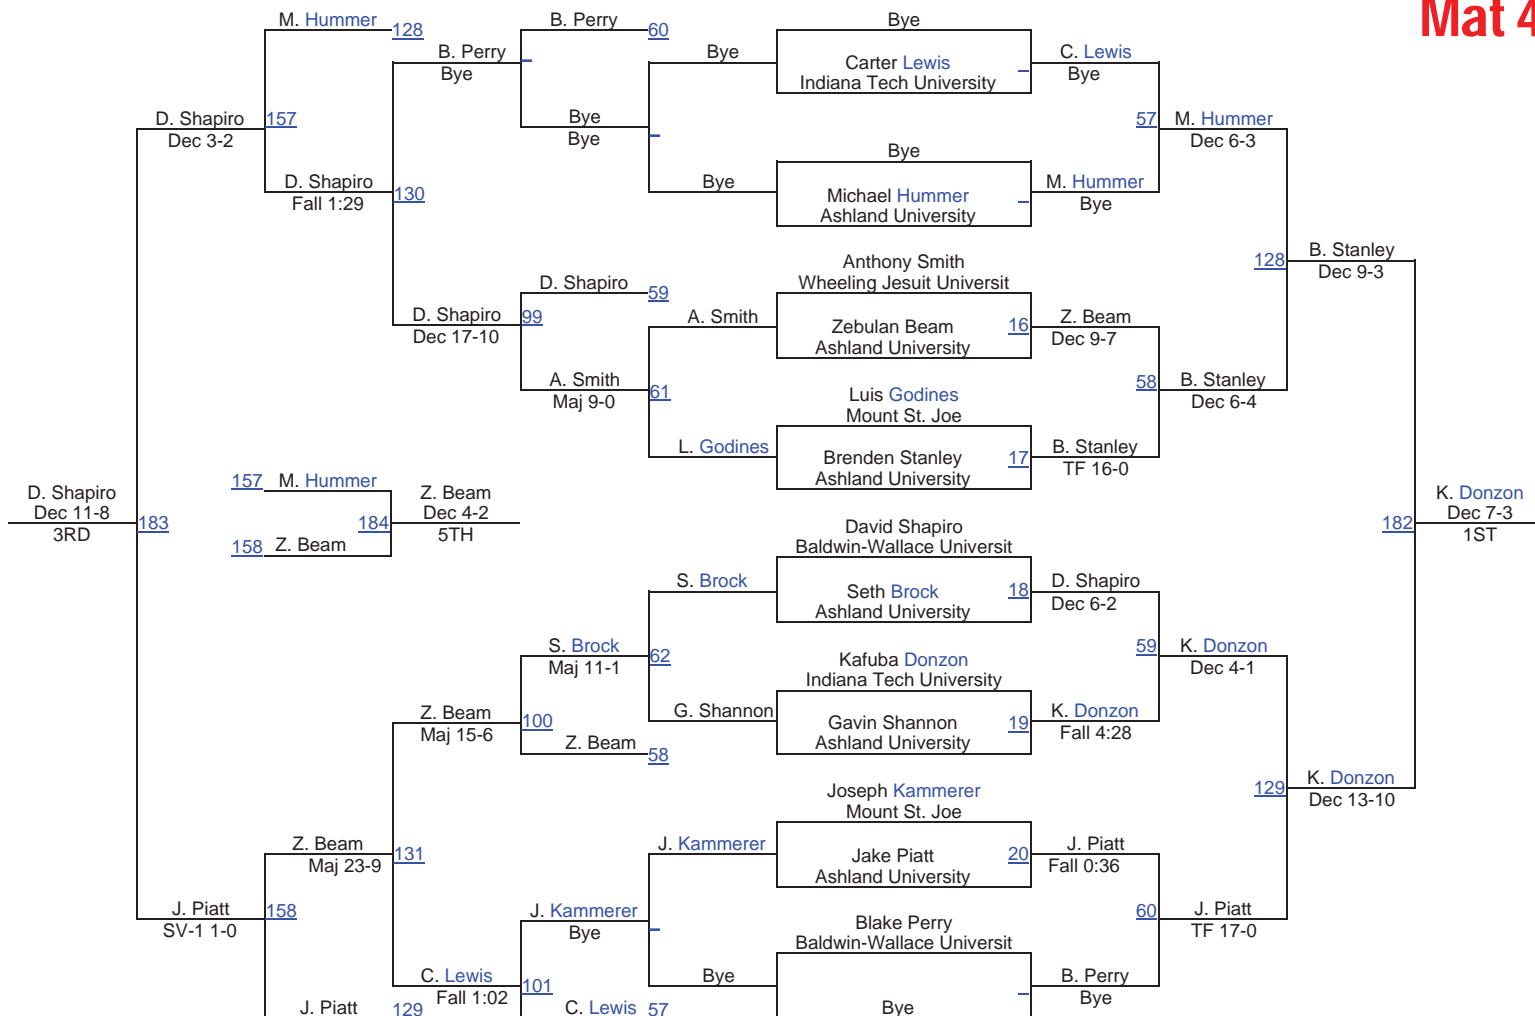 Mat 4
M. Hummer
128
B. Perry
Bye
B. Perry
60
Bye
Bye
Carter Lewis
Indiana Tech University
C. Lewis
Bye
D. Shapiro
Dec 3-2
157
Bye
Bye
57
M. Hummer
Dec 6-3
D. Shapiro
Fall 1:29
130
Bye
Bye
Michael Hummer
Ashland University
M. Hummer
Bye
128
B. Stanley
Dec 9-3
D. Shapiro
Dec 17-10
99
D. Shapiro
59
A. Smith
Anthony Smith
Wheeling Jesuit Universit
Zebulan Beam
Ashland University
16
Z. Beam
Dec 9-7
A. Smith
Maj 9-0
61
58
B. Stanley
Dec 6-4
L. Godines
Luis Godines
Mount St. Joe
Brenden Stanley
Ashland University
17
B. Stanley
TF 16-0
D. Shapiro
Dec 11-8
3RD
183
157
M. Hummer
158
Z. Beam
184
Z. Beam
Dec 4-2
5TH
182
K. Donzon
Dec 7-3
1ST
S. Brock
David Shapiro
Baldwin-Wallace Universit
Seth Brock
Ashland University
18
D. Shapiro
Dec 6-2
S. Brock
Maj 11-1
62
59
K. Donzon
Dec 4-1
G. Shannon
Kafuba Donzon
Indiana Tech University
Gavin Shannon
Ashland University
19
K. Donzon
Fall 4:28
Z. Beam
Maj 15-6
100
Z. Beam
58
129
K. Donzon
Dec 13-10
Z. Beam
Maj 23-9
131
J. Kammerer
Joseph Kammerer
Mount St. Joe
Jake Piatt
Ashland University
20
J. Piatt
Fall 0:36
J. Piatt
SV-1 1-0
158
J. Kammerer
Bye
60
J. Piatt
TF 17-0
Bye
Blake Perry
Baldwin-Wallace Universit
Bye
B. Perry
Bye
C. Lewis
Fall 1:02
101
J. Piatt
129
C. Lewis
57